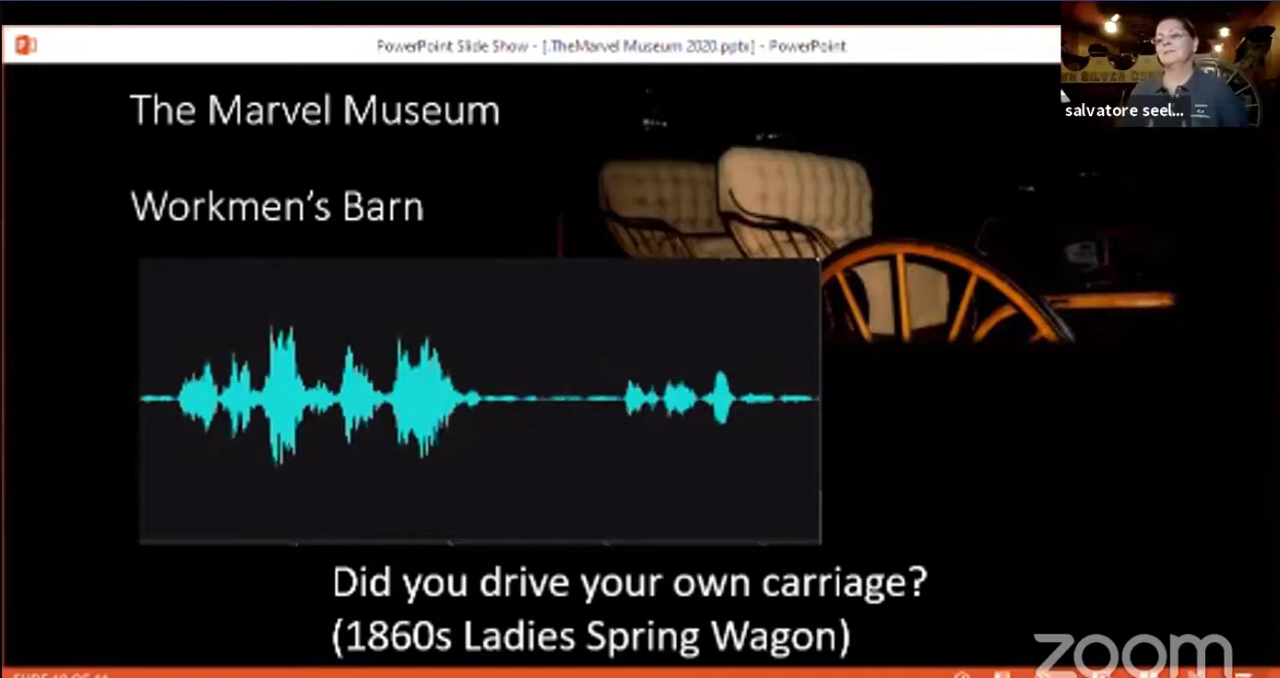 PowerPoint Slide Show - [.TheMarvel Museum 2020.pptx] - PowerPoint
salvatore seel...
The Marvel Museum
Workmen's Barn
Did you drive your own carriage?
(1860s Ladies Spring Wagon)
zoom